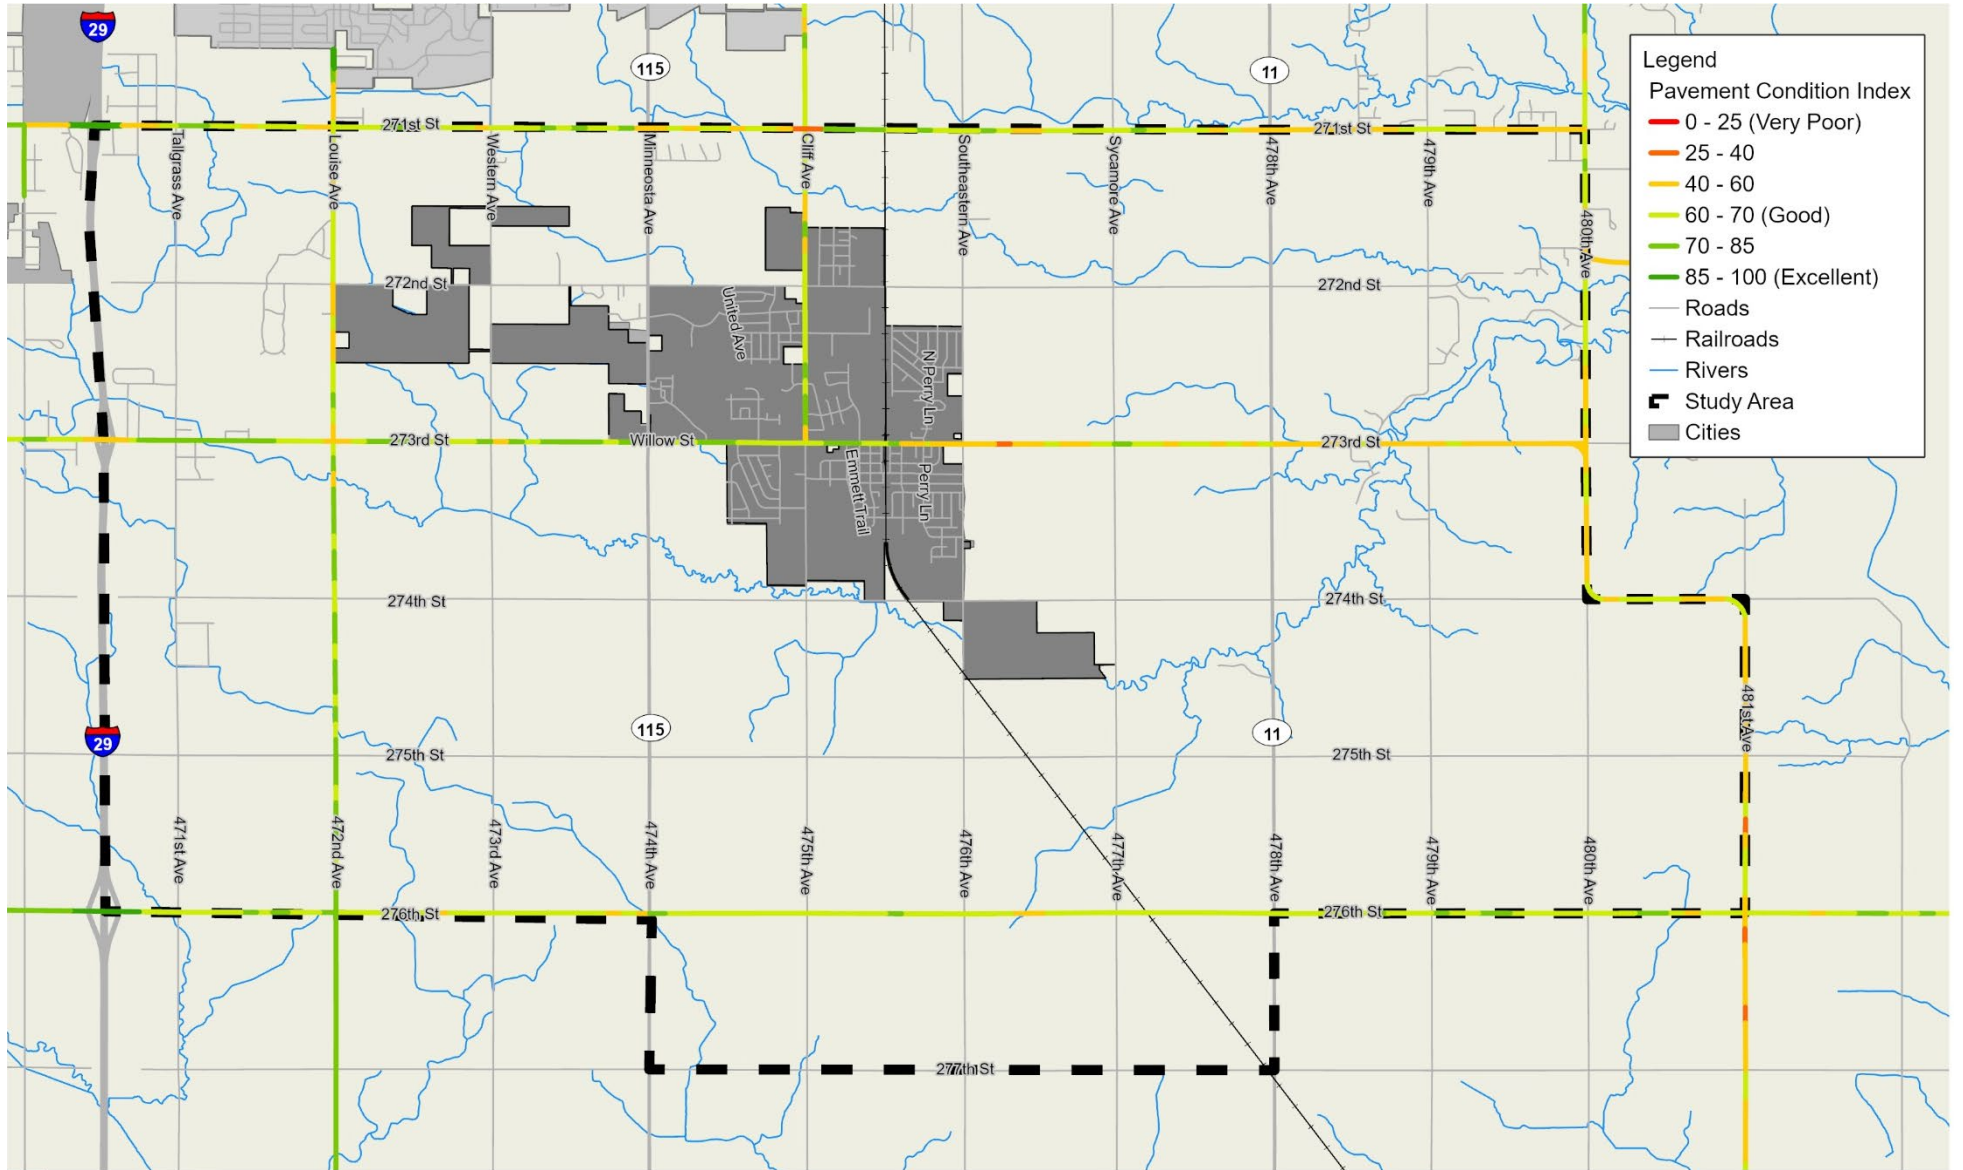 29
115
11
Legend
Pavement Condition Index
0 - 25 (Very Poor)
25 - 40
40 - 60
60 - 70 (Good)
70 - 85
85 - 100 (Excellent)
Roads
Railroads
Rivers
Study Area
Cities
271st St
271st St
Tallgrass Ave
Louise Ave
Western Ave
Minneosta Ave
Cliff Ave
Southeastern Ave
Sycamore Ave
478th Ave
479th Ave
480th Ave
272nd St
272nd St
United Ave
N Perry Ln
273rd St
Willow St
273rd St
Emmett Trail
Perry Ln
274th St
274th St
29
115
11
481st Ave
275th St
275th St
471st Ave
472nd Ave
473rd Ave
474th Ave
475th Ave
476th Ave
477th Ave
478th Ave
479th Ave
480th Ave
276th St
276th St
277th St